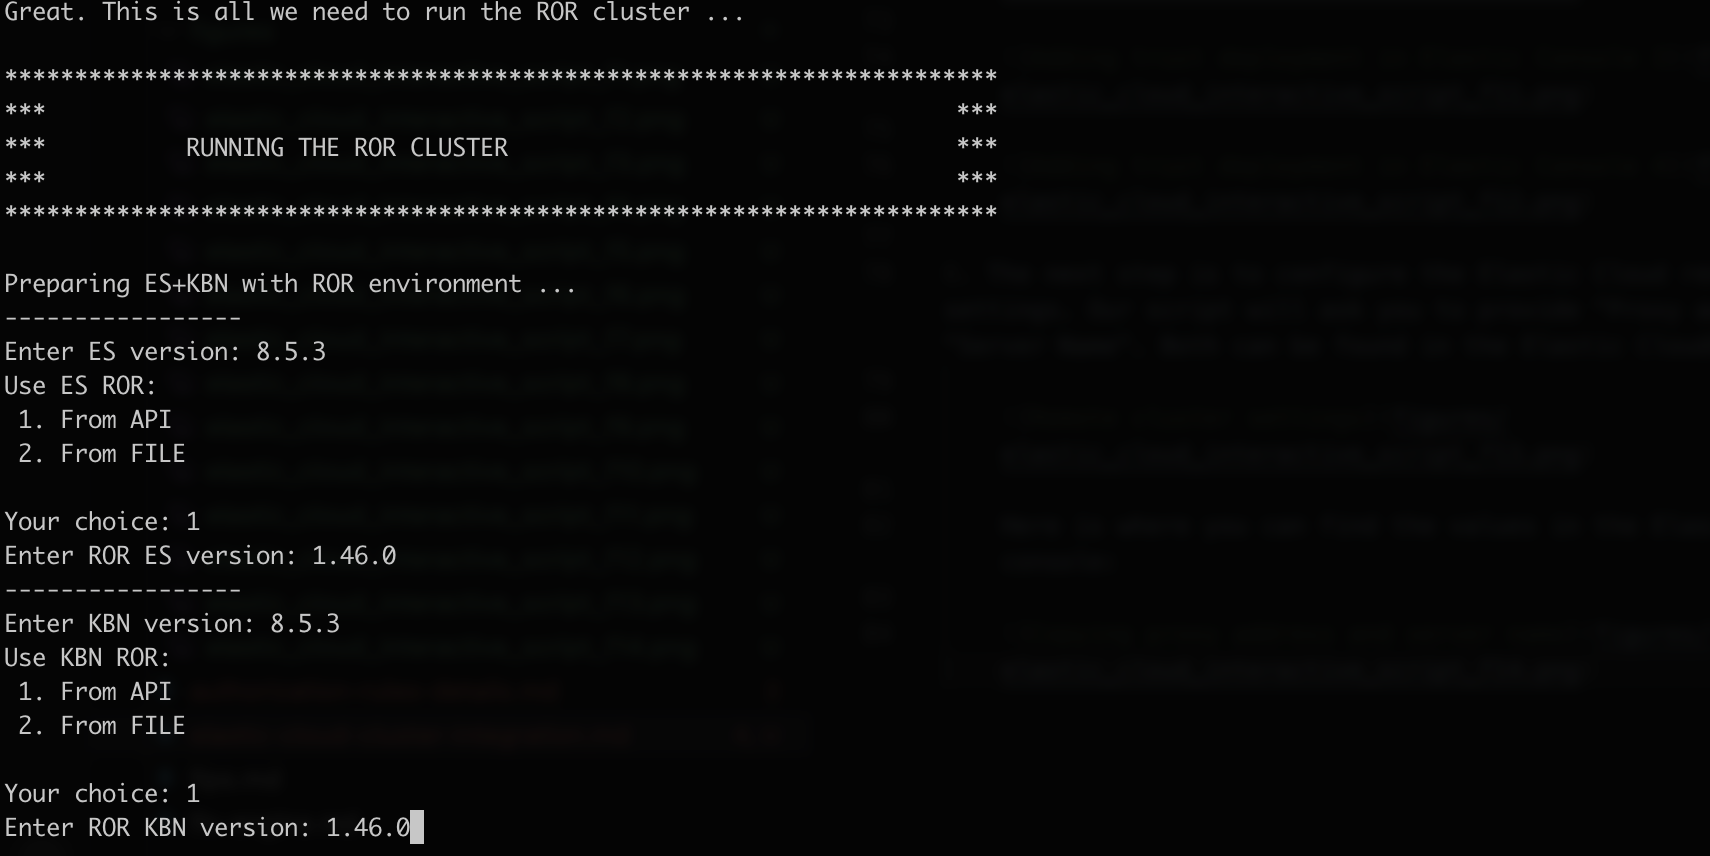 Great. This is all we need to run the ROR cluster ...
***********************************************************************
*** ***
*** RUNNING THE ROR CLUSTER ***
*** ***
***********************************************************************
Preparing ES+KBN with ROR environment ...
-----------------
Enter ES version: 8.5.3
Use ES ROR:
1. From API
2. From FILE
Your choice: 1
Enter ROR ES version: 1.46.0
-----------------
Enter KBN version: 8.5.3
Use KBN ROR:
1. From API
2. From FILE
Your choice: 1
Enter ROR KBN version: 1.46.0